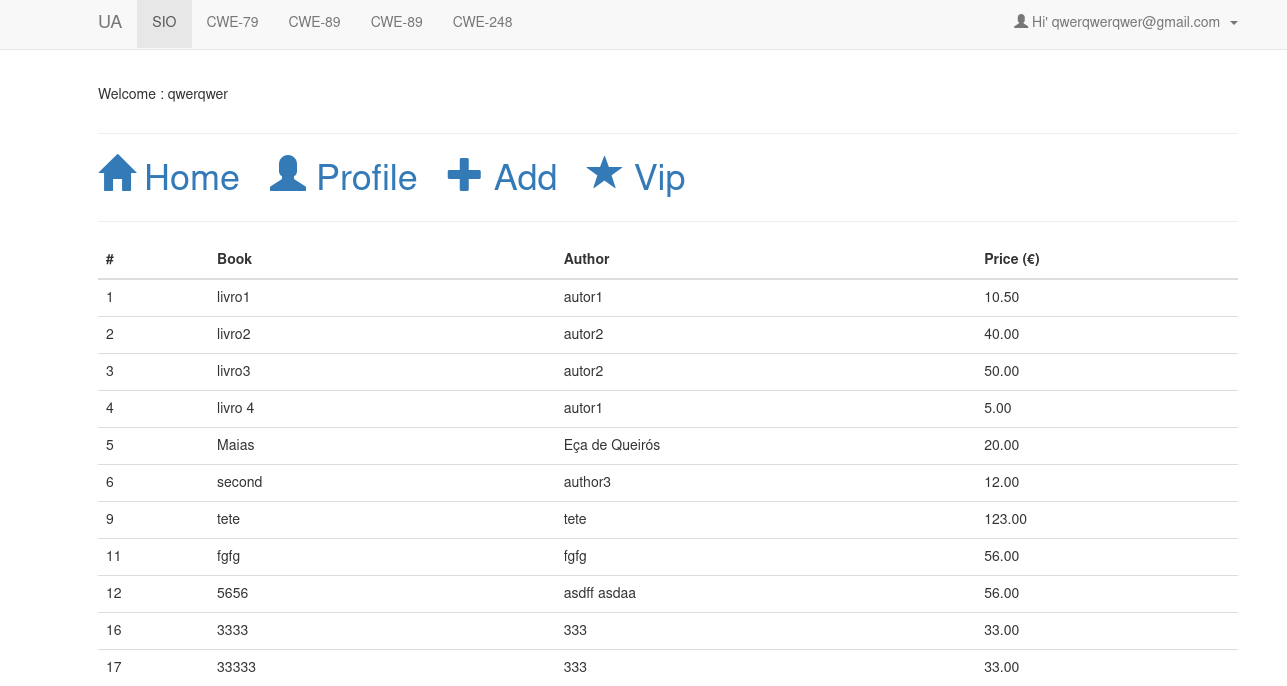 UA SIO CWE-79 CWE-89 CWE-89 CWE-248 Hi' qwerqwerqwer@gmail.com
Welcome : qwerqwer
Home Profile Add Vip
# Book Author Price (€)
1 livro1 autor1 10.50
2 livro2 autor2 40.00
3 livro3 autor2 50.00
4 livro 4 autor1 5.00
5 Maias Eça de Queirós 20.00
6 second author3 12.00
9 tete tete 123.00
11 fgfg fgfg 56.00
12 5656 asdff asdaa 56.00
16 3333 333 33.00
17 33333 333 33.00